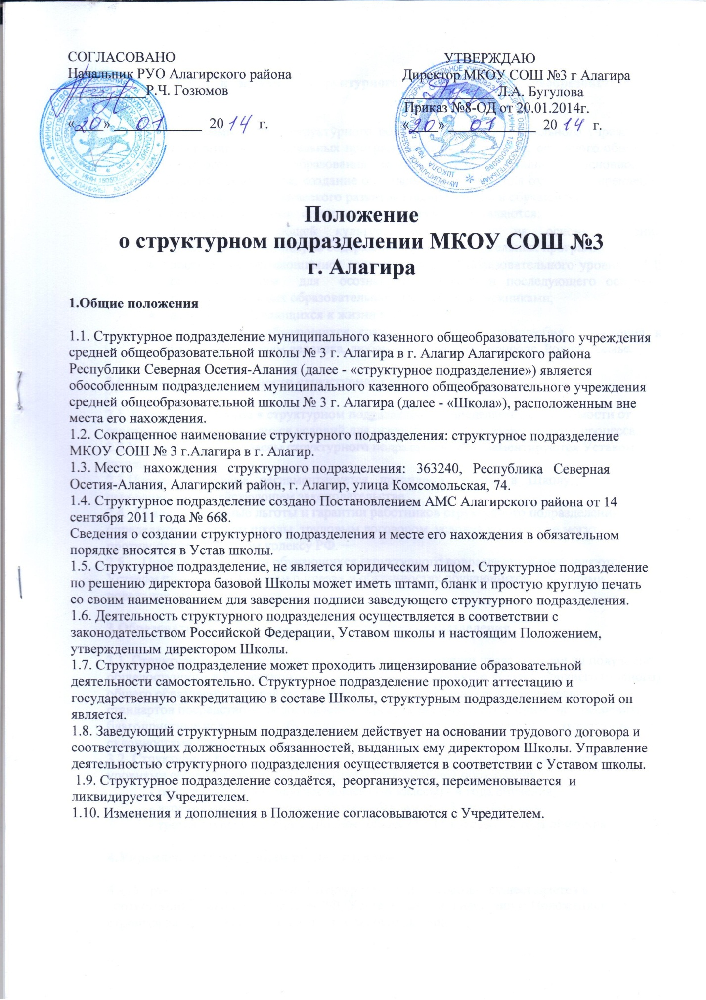 СОГЛАСОВАНО
Начальник РУО Алагирского района
Р.Ч. Гозюмов
«20» 01 2014 г.
УТВЕРЖДАЮ
Директор МКОУ СОШ №3 г Алагира
Л.А. Бугулова
Приказ №8-ОД от 20.01.2014г.
«20» 01 2014 г.
Положение
о структурном подразделении МКОУ СОШ №3
г. Алагира
1.Общие положения
1.1. Структурное подразделение муниципального казенного общеобразовательного учреждения
средней общеобразовательной школы № 3 г. Алагира в г. Алагир Алагирского района
Республики Северная Осетия-Алания (далее - «структурное подразделение») является
обособленным подразделением муниципального казенного общеобразовательного учреждения
средней общеобразовательной школы № 3 г. Алагира (далее - «Школа»), расположенным вне
места его нахождения.
1.2. Сокращенное наименование структурного подразделения: структурное подразделение
МКОУ СОШ № 3 г.Алагира в г. Алагир.
1.3. Место нахождения структурного подразделения: 363240, Республика Северная
Осетия-Алания, Алагирский район, г. Алагир, улица Комсомольская, 74.
1.4. Структурное подразделение создано Постановлением АМС Алагирского района от 14
сентября 2011 года № 668.
Сведения о создании структурного подразделения и месте его нахождения в обязательном
порядке вносятся в Устав школы.
1.5. Структурное подразделение, не является юридическим лицом. Структурное подразделение
по решению директора базовой Школы может иметь штамп, бланк и простую круглую печать
со своим наименованием для заверения подписи заведующего структурного подразделения.
1.6. Деятельность структурного подразделения осуществляется в соответствии с
законодательством Российской Федерации, Уставом школы и настоящим Положением,
утвержденным директором Школы.
1.7. Структурное подразделение может проходить лицензирование образовательной
деятельности самостоятельно. Структурное подразделение проходит аттестацию и
государственную аккредитацию в составе Школы, структурным подразделением которой он
является.
1.8. Заведующий структурным подразделением действует на основании трудового договора и
соответствующих должностных обязанностей, выданных ему директором Школы. Управление
деятельностью структурного подразделения осуществляется в соответствии с Уставом школы.
1.9. Структурное подразделение создаётся, реорганизуется, переименовывается и
ликвидируется Учредителем.
1.10. Изменения и дополнения в Положение согласовываются с Учредителем.